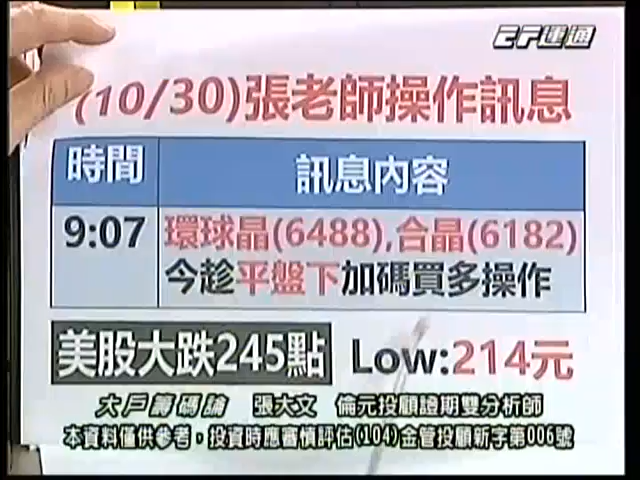 運通
(10/30)張老師操作訊息
時間
訊息內容
9:07
環球晶(6488),合晶(6182)
今趁平盤下加碼買多操作
美股大跌245點
Low:214元
大戶籌碼論 張大文 倫元投顧證期雙分析師
本資料僅供參考，投資時應審慎評估(104)金管投顧新字第006號